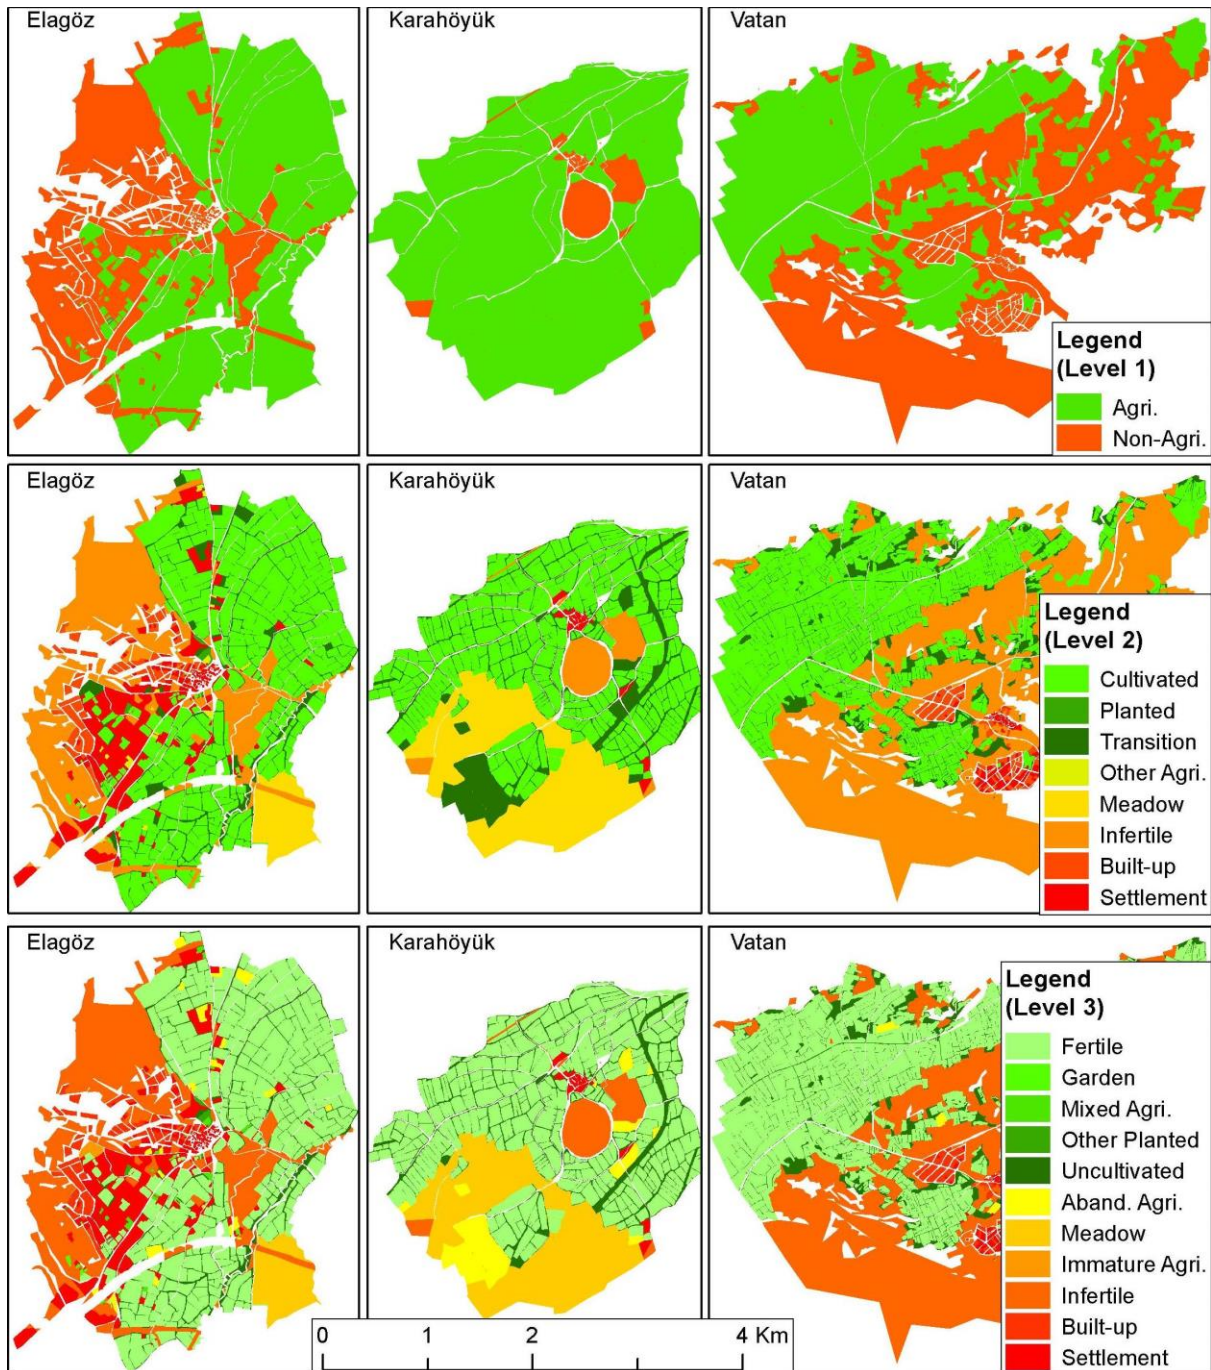 Elagöz
Karahöyük
Vatan
Legend
(Level 1)
Agri.
Non-Agri.
Elagöz
Karahöyük
Vatan
Legend
(Level 2)
Cultivated
Planted
Transition
Other Agri.
Meadow
Infertile
Built-up
Settlement
Elagöz
Karahöyük
Vatan
Legend
(Level 3)
Fertile
Garden
Mixed Agri.
Other Planted
Uncultivated
Aband. Agri.
Meadow
Immature Agri.
Infertile
Built-up
Settlement
0 1 2 4 Km